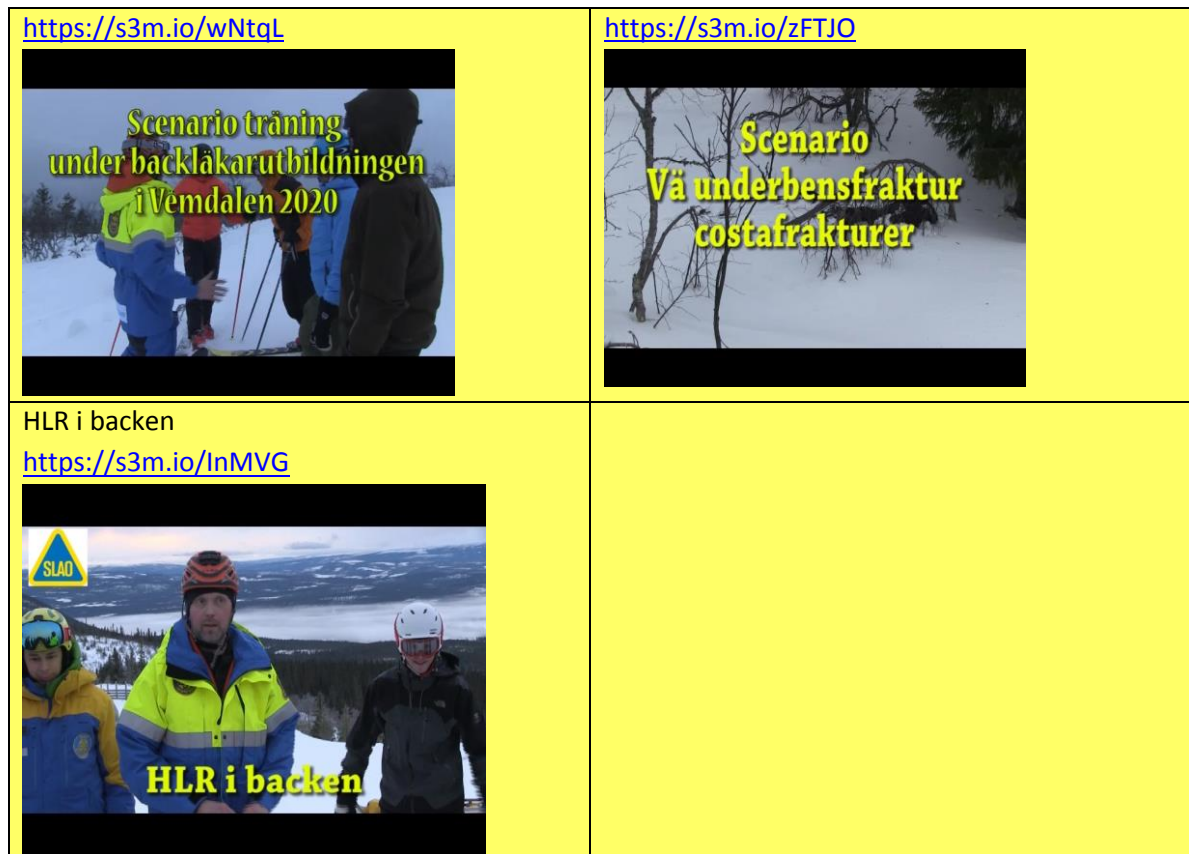 https://s3m.io/wNtqL
Scenario träning
under backläkarutbildningen
i Vemdalen 2020
https://s3m.io/zFTJO
Scenario
Vä underbensfraktur
costafrakturer
HLR i backen
https://s3m.io/InMVG
SLAO
HLR i backen